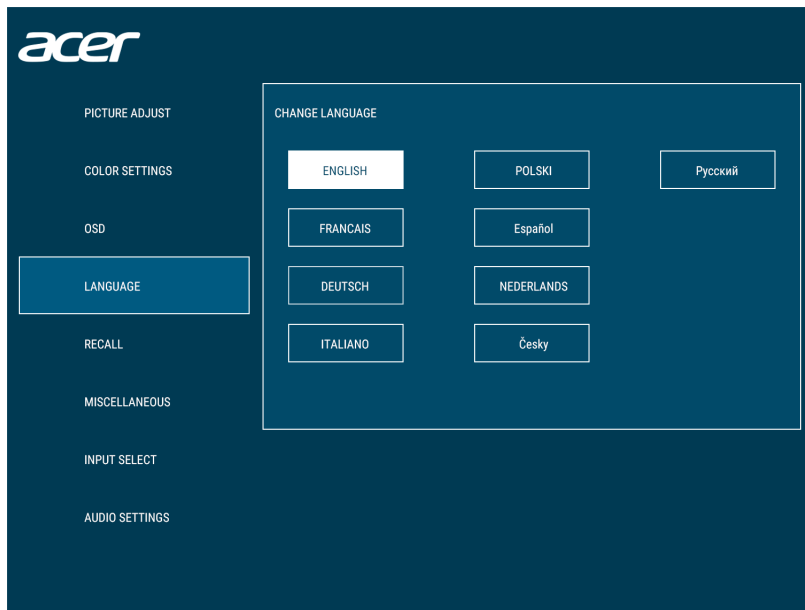 acer
PICTURE ADJUST
COLOR SETTINGS
OSD
LANGUAGE
RECALL
MISCELLANEOUS
INPUT SELECT
AUDIO SETTINGS
CHANGE LANGUAGE
ENGLISH POLSKI Русский
FRANCAIS Español
DEUTSCH NEDERLANDS
ITALIANO Česky